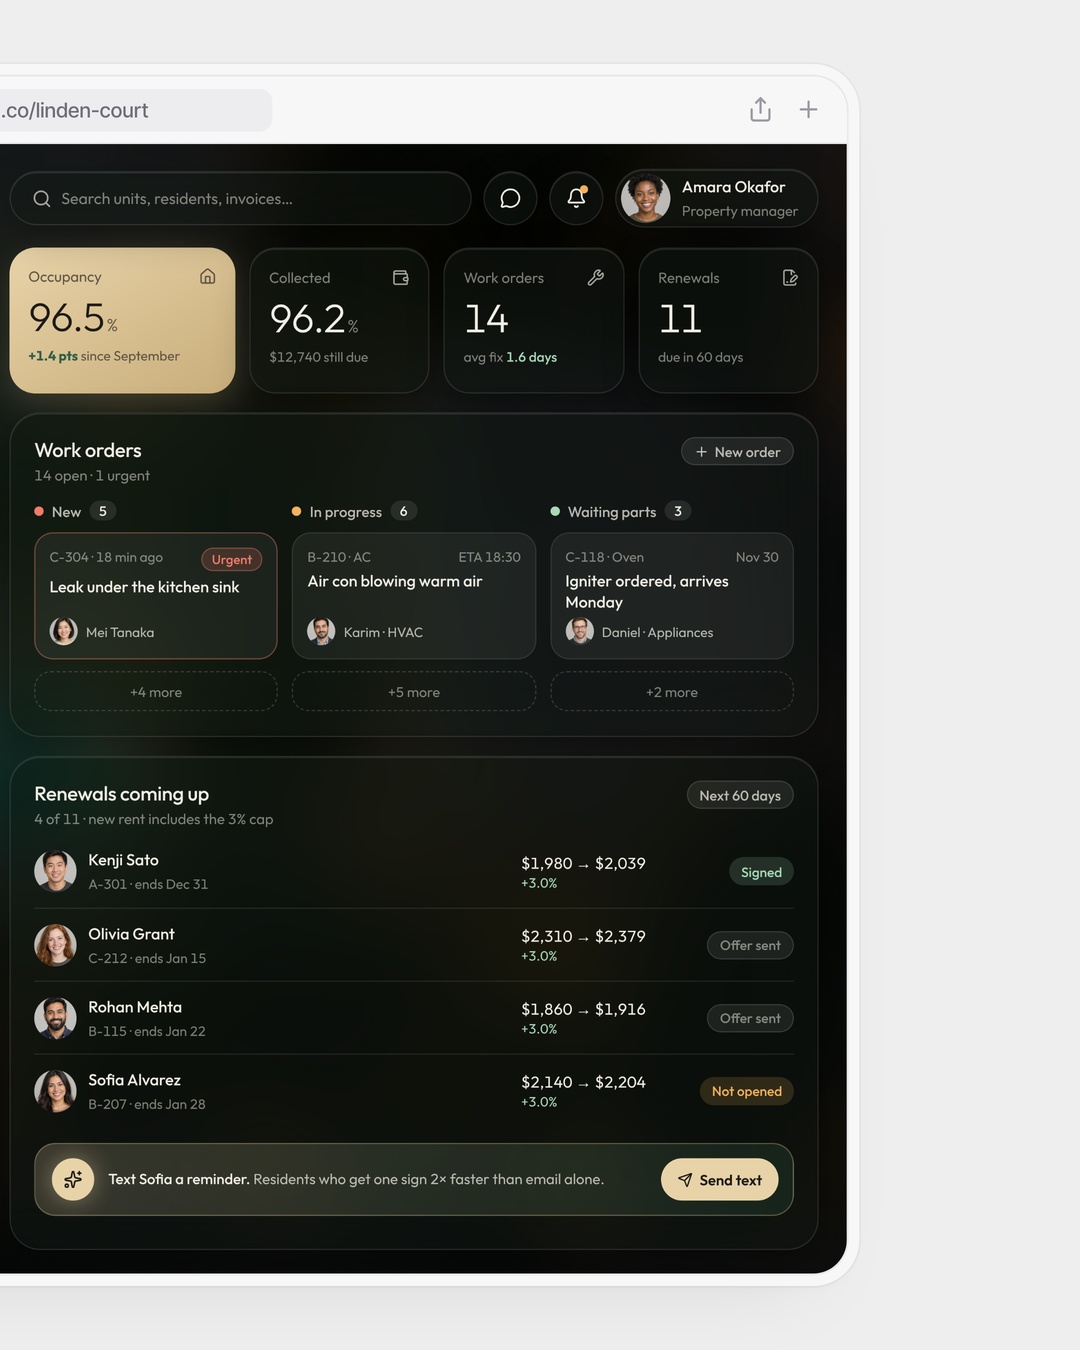 .co/linden-court
Search units, residents, invoices...
Amara Okafor
Property manager
Occupancy
96.5%
+1.4 pts since September
Collected
96.2%
$12,740 still due
Work orders
14
avg fix 1.6 days
Renewals
11
due in 60 days
Work orders
14 open · 1 urgent
New order
New 5
In progress 6
Waiting parts 3
C-304 · 18 min ago
Urgent
Leak under the kitchen sink
Mei Tanaka
+4 more
B-210 · AC
ETA 18:30
Air con blowing warm air
Karim · HVAC
+5 more
C-118 · Oven
Nov 30
Igniter ordered, arrives
Monday
Daniel · Appliances
+2 more
Renewals coming up
4 of 11 · new rent includes the 3% cap
Next 60 days
Kenji Sato
A-301 · ends Dec 31
$1,980 → $2,039
+3.0%
Signed
Olivia Grant
C-212 · ends Jan 15
$2,310 → $2,379
+3.0%
Offer sent
Rohan Mehta
B-115 · ends Jan 22
$1,860 → $1,916
+3.0%
Offer sent
Sofia Alvarez
B-207 · ends Jan 28
$2,140 → $2,204
+3.0%
Not opened
Text Sofia a reminder. Residents who get one sign 2× faster than email alone.
Send text